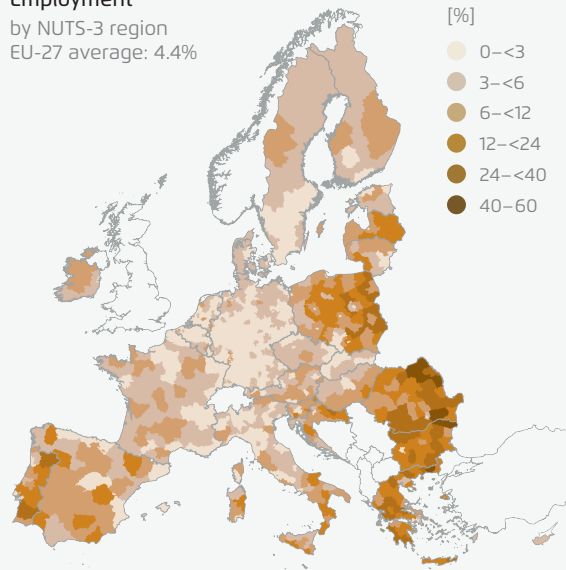 Employment
by NUTS-3 region
EU-27 average: 4.4%
[%]
0–<3
3–<6
6–<12
12–<24
24–<40
40–60